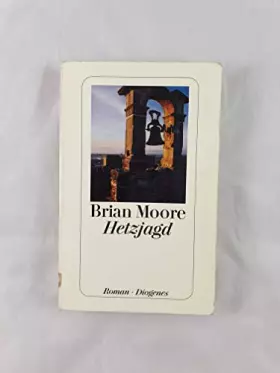 Brian Moore
Hetzjagd
Roman · Diogenes